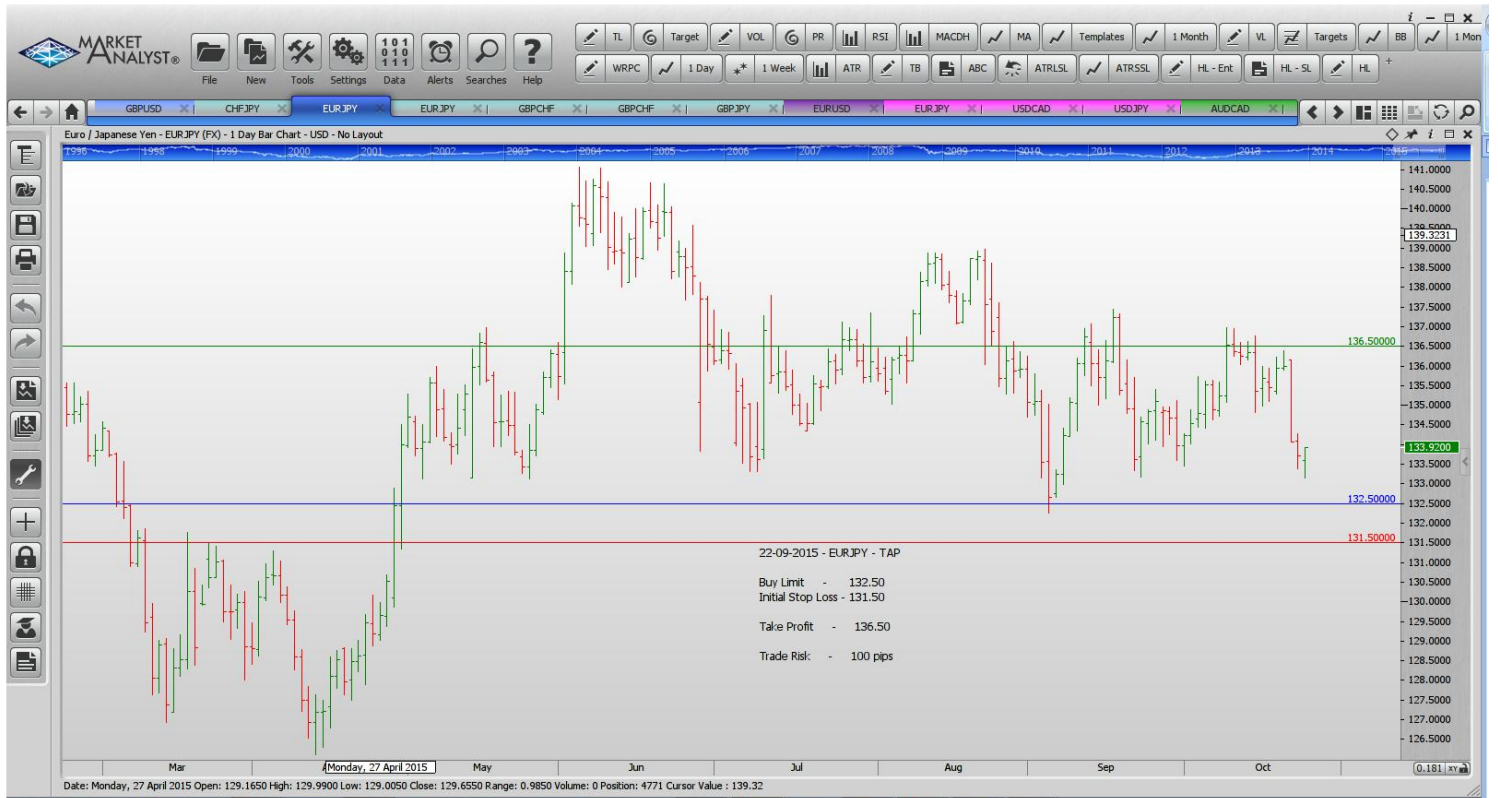 i
MARKET
ANALYST®
File New Tools Settings Data Alerts Searches Help
101
010
111
TL Target VOL PR RSI MACDH MA Templates 1 Month VL Targets BB 1 Mon
WRPC 1 Day 1 Week ATR TB ABC ATRLSL ATRSSL HL - Ent HL - SL HL +
GBPUSD CHFJPY EURJPY EURJPY GBPCHF GBPCHF GBPJPY EURUSD EURJPY USDCAD USDJPY AUDCAD
Euro / Japanese Yen - EURJPY (FX) - 1 Day Bar Chart - USD - No Layout
1996 1998 1999 2000 2001 2002 2003 2004 2005 2006 2007 2008 2009 2010 2011 2012 2013 2014 2015
141.0000
140.5000
140.0000
139.5000
139.3231
139.0000
138.5000
138.0000
137.5000
137.0000
136.50000
136.5000
136.0000
135.5000
135.0000
134.5000
133.9200
133.5000
133.0000
132.50000
132.5000
132.0000
131.50000
131.5000
131.0000
130.5000
130.0000
129.5000
129.0000
128.5000
128.0000
127.5000
127.0000
126.5000
22-09-2015 - EURJPY - TAP
Buy Limit - 132.50
Initial Stop Loss - 131.50
Take Profit - 136.50
Trade Risk - 100 pips
Mar Monday, 27 April 2015 May Jun Jul Aug Sep Oct
0.181 XY
Date: Monday, 27 April 2015 Open: 129.1650 High: 129.9900 Low: 129.0050 Close: 129.6550 Range: 0.9850 Volume: 0 Position: 4771 Cursor Value : 139.32